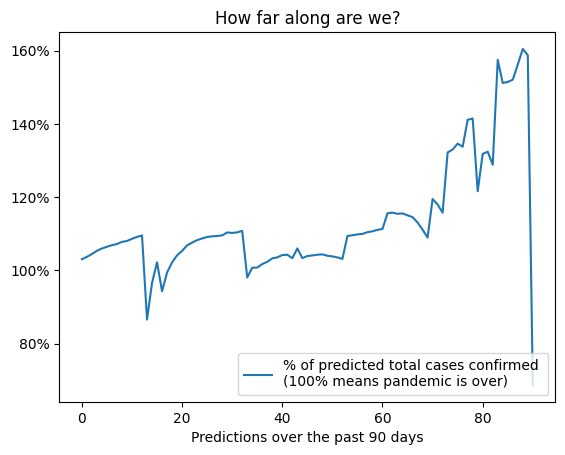 How far along are we?
160%
140%
120%
100%
80%
% of predicted total cases confirmed
(100% means pandemic is over)
0 20 40 60 80
Predictions over the past 90 days